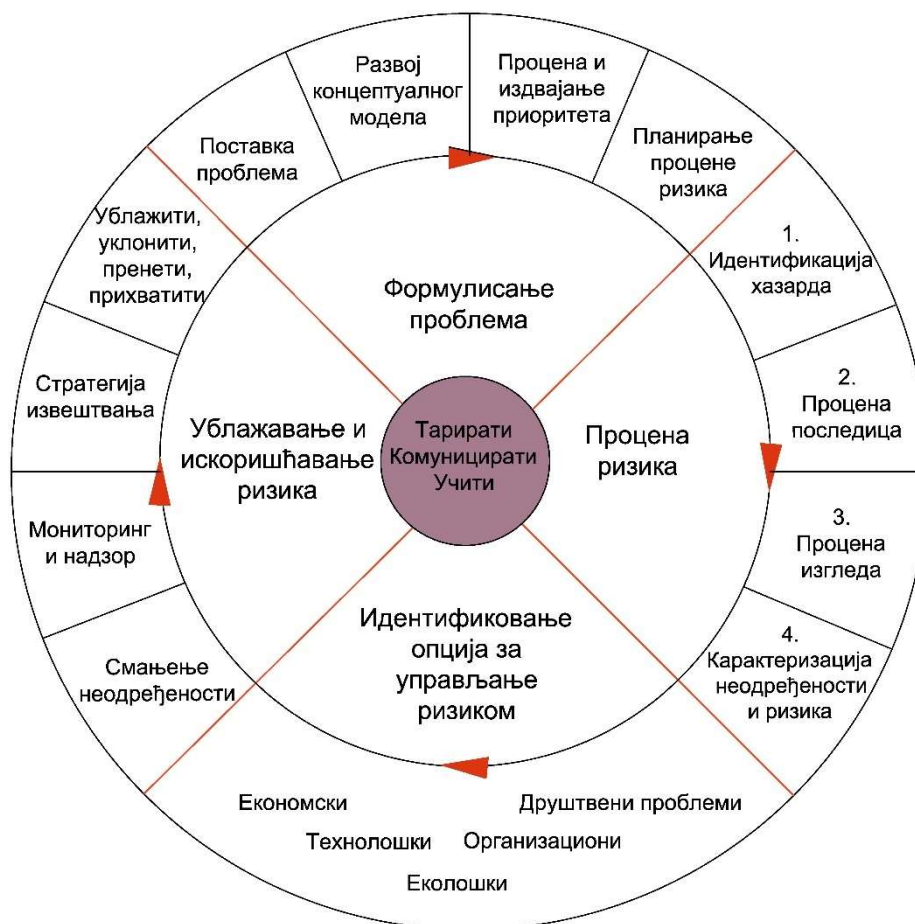 Развој
концептуалног
модела
Процена и
издвајање
приоритета
Поставка
проблема
Планирање
процене
ризика
Ублажити,
уклонити,
пренети,
прихватити
1.
Идентификација
хазарда
Формулисање
проблема
Стратегија
извештвања
2.
Процена
последица
Ублажавање и
искоришћавање
ризика
Тарирати
Комуницирати
Учити
Процена
ризика
Мониторинг
и надзор
3.
Процена
изгледа
Идентификовање
опција за
управљање
ризиком
Смањење
неодређености
4.
Карактеризација
неодређености
и ризика
Економски
Друштвени проблеми
Технолошки
Организациони
Еколошки